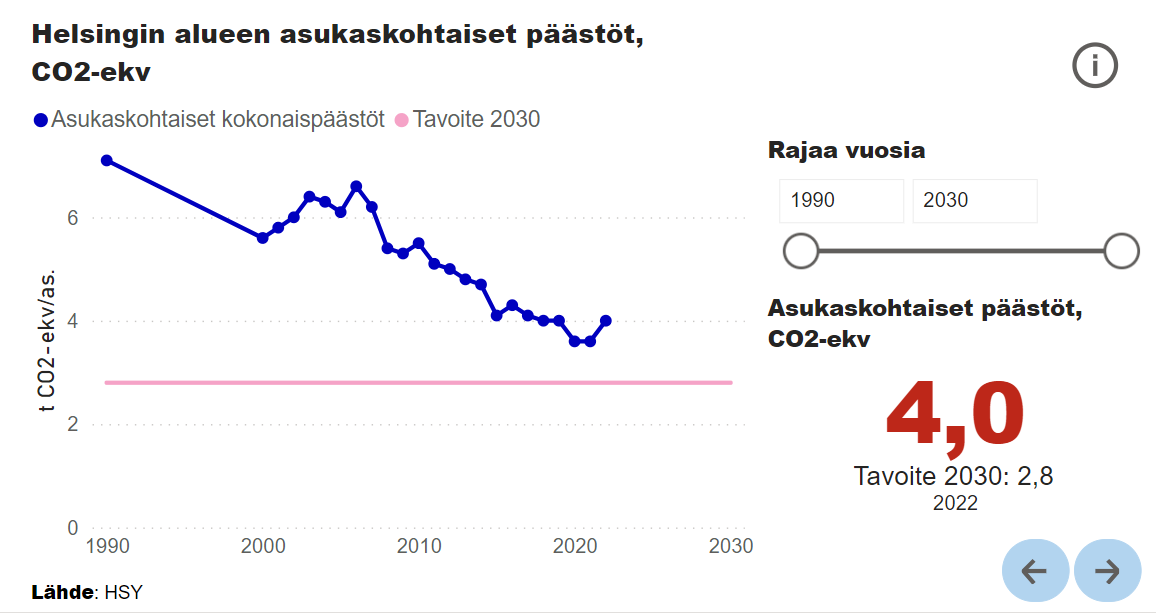 Helsingin alueen asukaskohtaiset päästöt,
CO2-ekv
Asukaskohtaiset kokonaispäästöt Tavoite 2030
t CO2-ekv/as.
6
4
2
0
1990 2000 2010 2020 2030
Lähde: HSY
i
Rajaa vuosia
1990 2030
Asukaskohtaiset päästöt,
CO2-ekv
4,0
Tavoite 2030: 2,8
2022